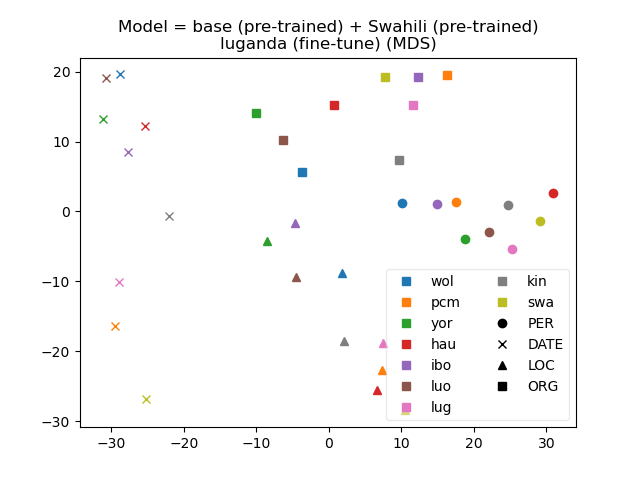 Model = base (pre-trained) + Swahili (pre-trained)
luganda (fine-tune) (MDS)
20
10
0
−10
−20
−30
−30
−20
−10
0
10
20
30
wol
pcm
yor
hau
ibo
luo
lug
kin
swa
PER
DATE
LOC
ORG